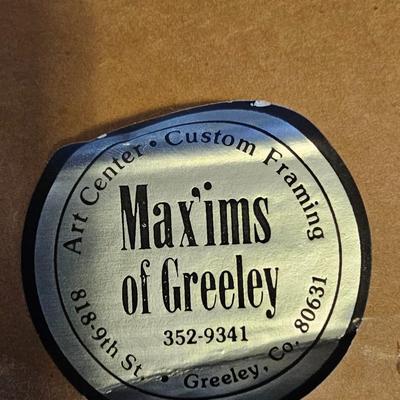 Art Center • Custom Framing
Max'ims
of Greeley
352-9341
818-9th St. • Greeley, Co. 80631